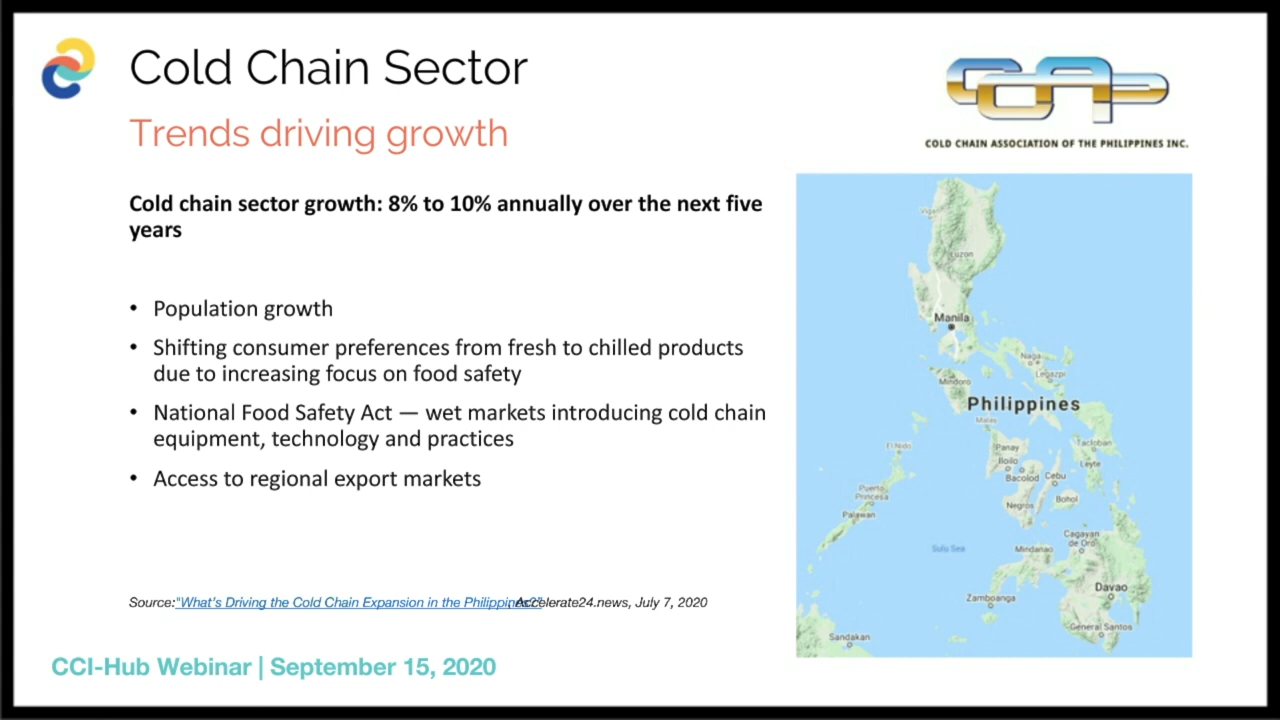 Cold Chain Sector
Trends driving growth
CCAP
COLD CHAIN ASSOCIATION OF THE PHILIPPINES INC.
Cold chain sector growth: 8% to 10% annually over the next five
years
• Population growth
• Shifting consumer preferences from fresh to chilled products
due to increasing focus on food safety
• National Food Safety Act — wet markets introducing cold chain
equipment, technology and practices
• Access to regional export markets
Source: "What's Driving the Cold Chain Expansion in the Philippines?", Accelerate24.news, July 7, 2020
CCI-Hub Webinar | September 15, 2020
Luzon
Manila
Naga
Legazpi
Mindoro
Philippines
Malay
El Nido
Panay
Tacloban
Iloilo
Leyte
Bacolod
Cebu
Puerto
Princesa
Negros
Bohol
Palawan
Cagayan
de Oro
Sulu Sea
Mindanao
Davao
Zamboanga
General Santos
Sandakan